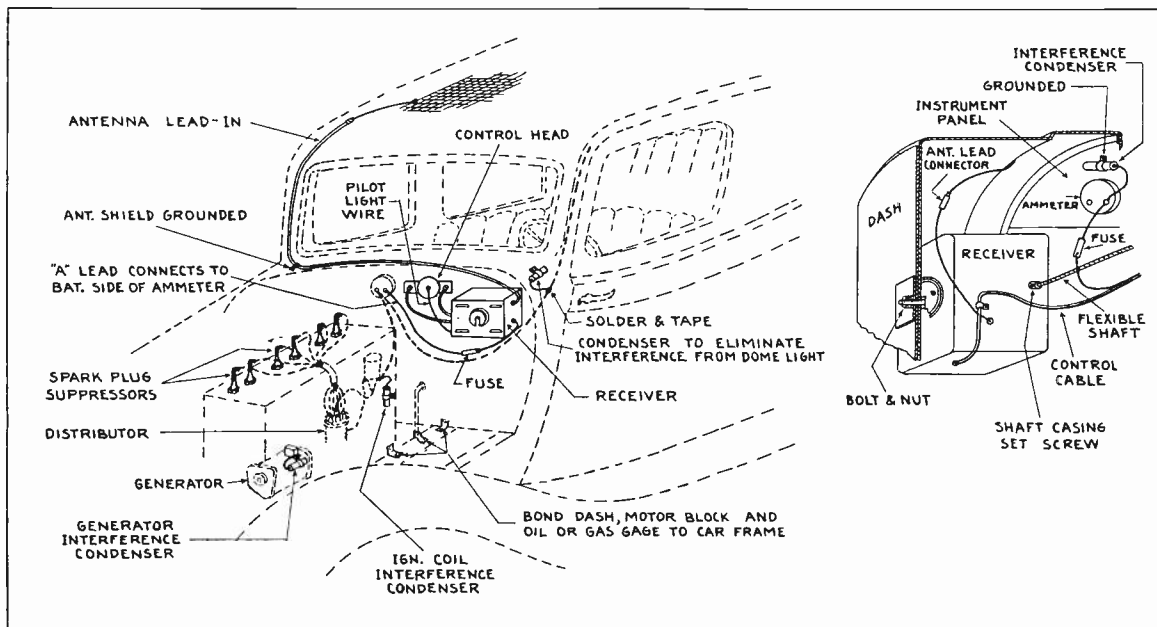 ANTENNA LEAD-IN
CONTROL HEAD
PILOT
LIGHT
WIRE
ANT. SHIELD GROUNDED
"A" LEAD CONNECTS TO
BAT. SIDE OF AMMETER
SPARK PLUG
SUPPRESSORS
DISTRIBUTOR
GENERATOR
GENERATOR
INTERFERENCE
CONDENSER
IGN. COIL
INTERFERENCE
CONDENSER
FUSE
SOLDER & TAPE
CONDENSER TO ELIMINATE
INTERFERENCE FROM DOME LIGHT
RECEIVER
BOND DASH, MOTOR BLOCK AND
OIL OR GAS GAGE TO CAR FRAME
INTERFERENCE
CONDENSER
GROUNDED
INSTRUMENT
PANEL
ANT. LEAD
CONNECTOR
AMMETER
DASH
FUSE
RECEIVER
FLEXIBLE
SHAFT
CONTROL
CABLE
BOLT & NUT
SHAFT CASING
SET SCREW